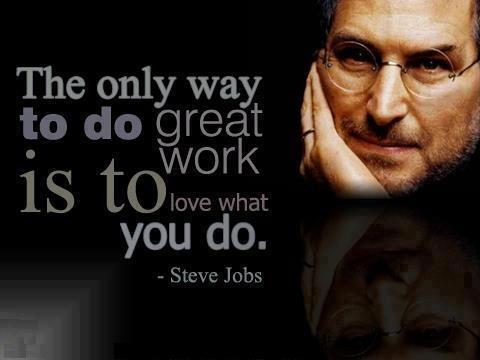 The only way
to do great
work
is to love what
you do.
- Steve Jobs